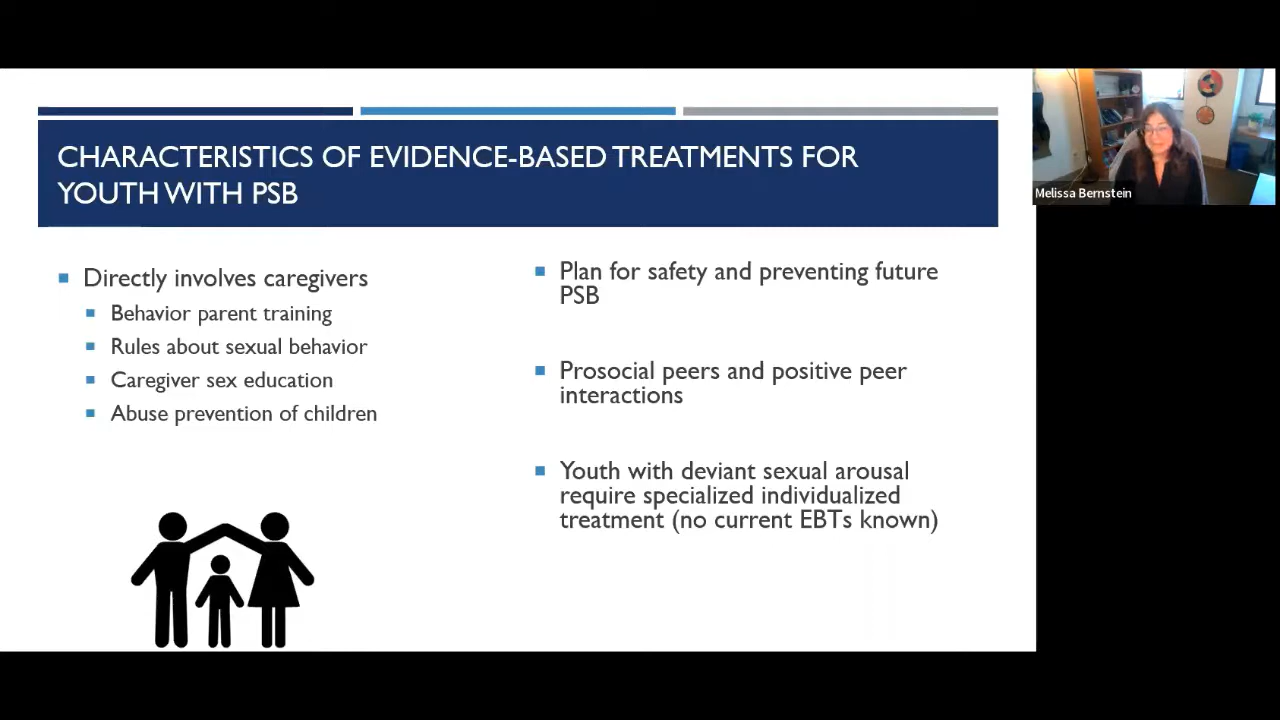 CHARACTERISTICS OF EVIDENCE-BASED TREATMENTS FOR
YOUTH WITH PSB
Directly involves caregivers
Behavior parent training
Rules about sexual behavior
Caregiver sex education
Abuse prevention of children
Plan for safety and preventing future
PSB
Prosocial peers and positive peer
interactions
Youth with deviant sexual arousal
require specialized individualized
treatment (no current EBTs known)
Melissa Bernstein